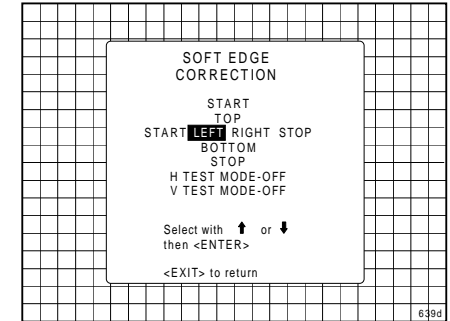 SOFT EDGE
CORRECTION
START
TOP
START LEFT RIGHT STOP
BOTTOM
STOP
H TEST MODE-OFF
V TEST MODE-OFF
Select with ⬆ or ⬇
then <ENTER>
<EXIT> to return
639d